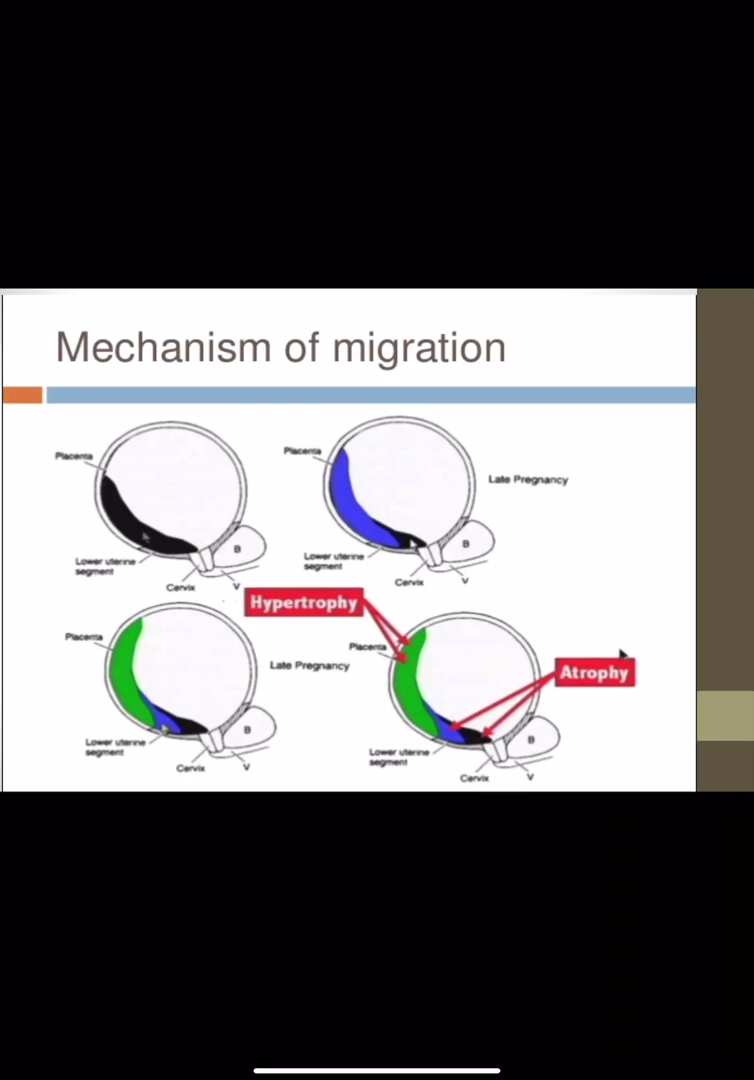 Mechanism of migration
Placenta
Lower uterine
segment
Cervix
V
B
Placenta
Late Pregnancy
Lower uterine
segment
Cervix
V
B
Hypertrophy
Placenta
Late Pregnancy
Lower uterine
segment
Cervix
V
B
Placenta
Atrophy
Lower uterine
segment
Cervix
V
B